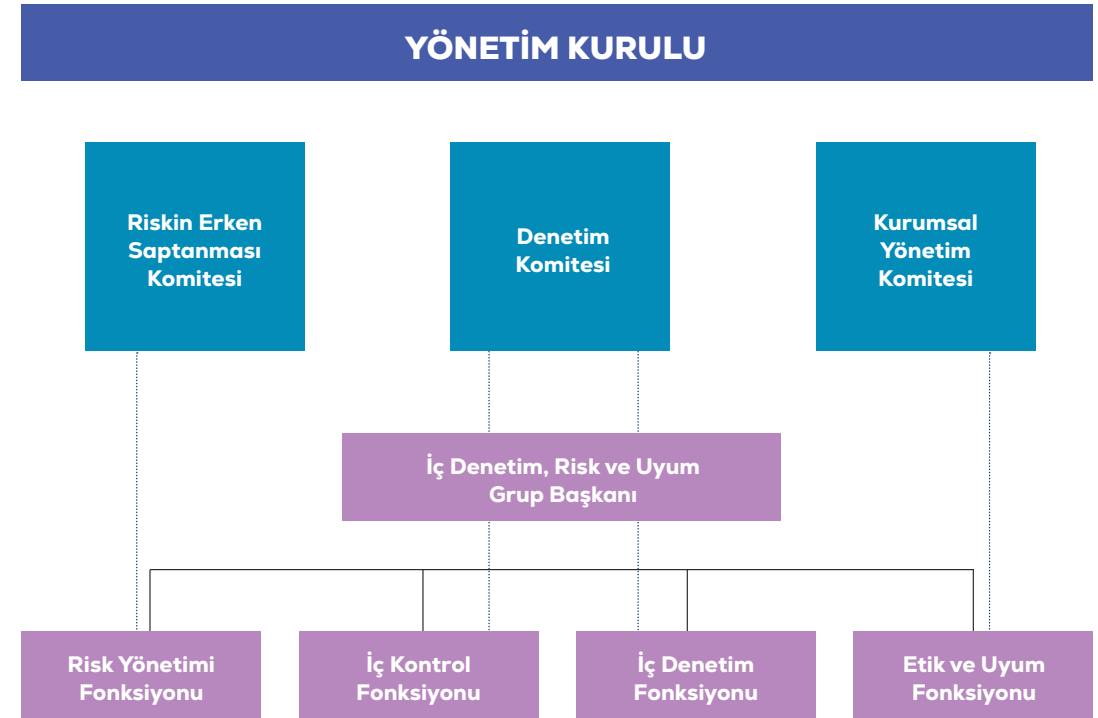 YÖNETİM KURULU
Riskin Erken
Saptanması
Komitesi
Denetim
Komitesi
Kurumsal
Yönetim
Komitesi
İç Denetim, Risk ve Uyum
Grup Başkanı
Risk Yönetimi
Fonksiyonu
İç Kontrol
Fonksiyonu
İç Denetim
Fonksiyonu
Etik ve Uyum
Fonksiyonu